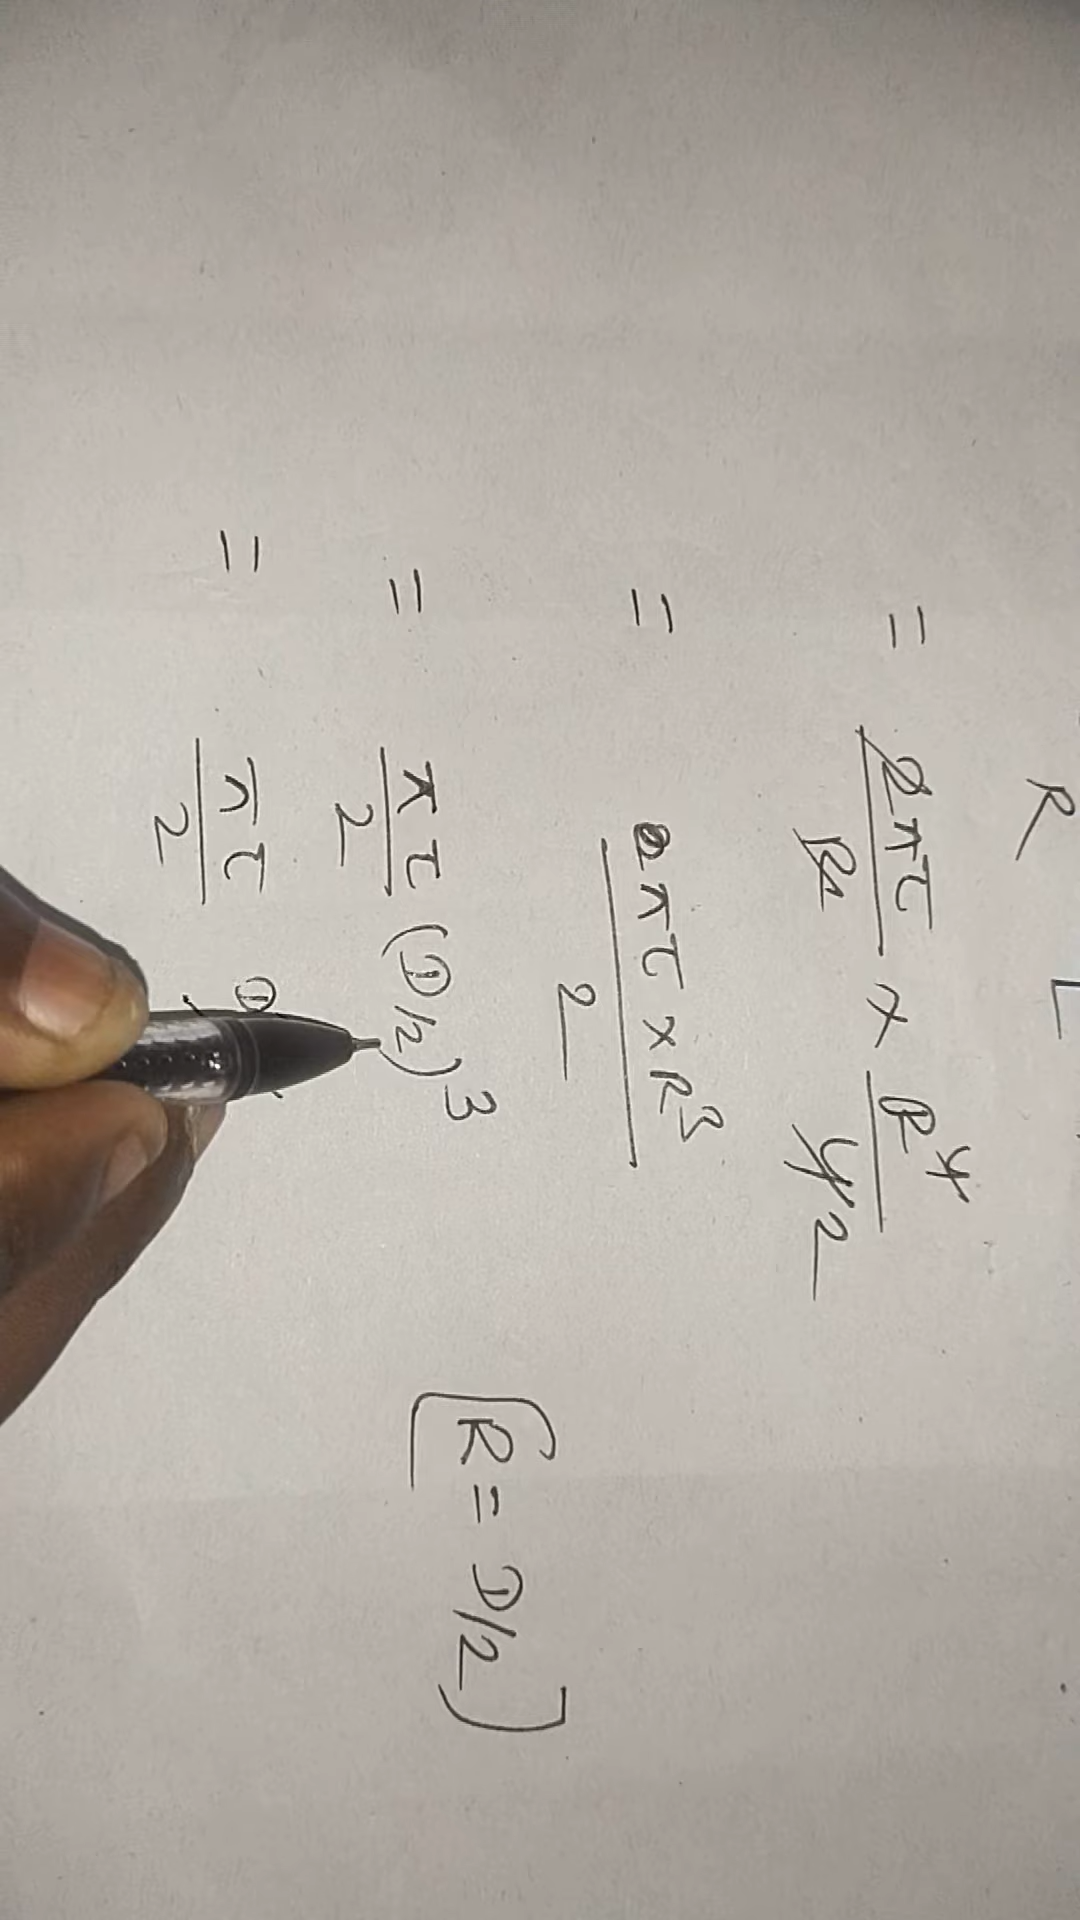 R L
= 2πτ/R × R⁴/4 2
= 2πτ × R³/2
= πτ/2 (D/2)³ [R = D/2]
= πτ/2 D